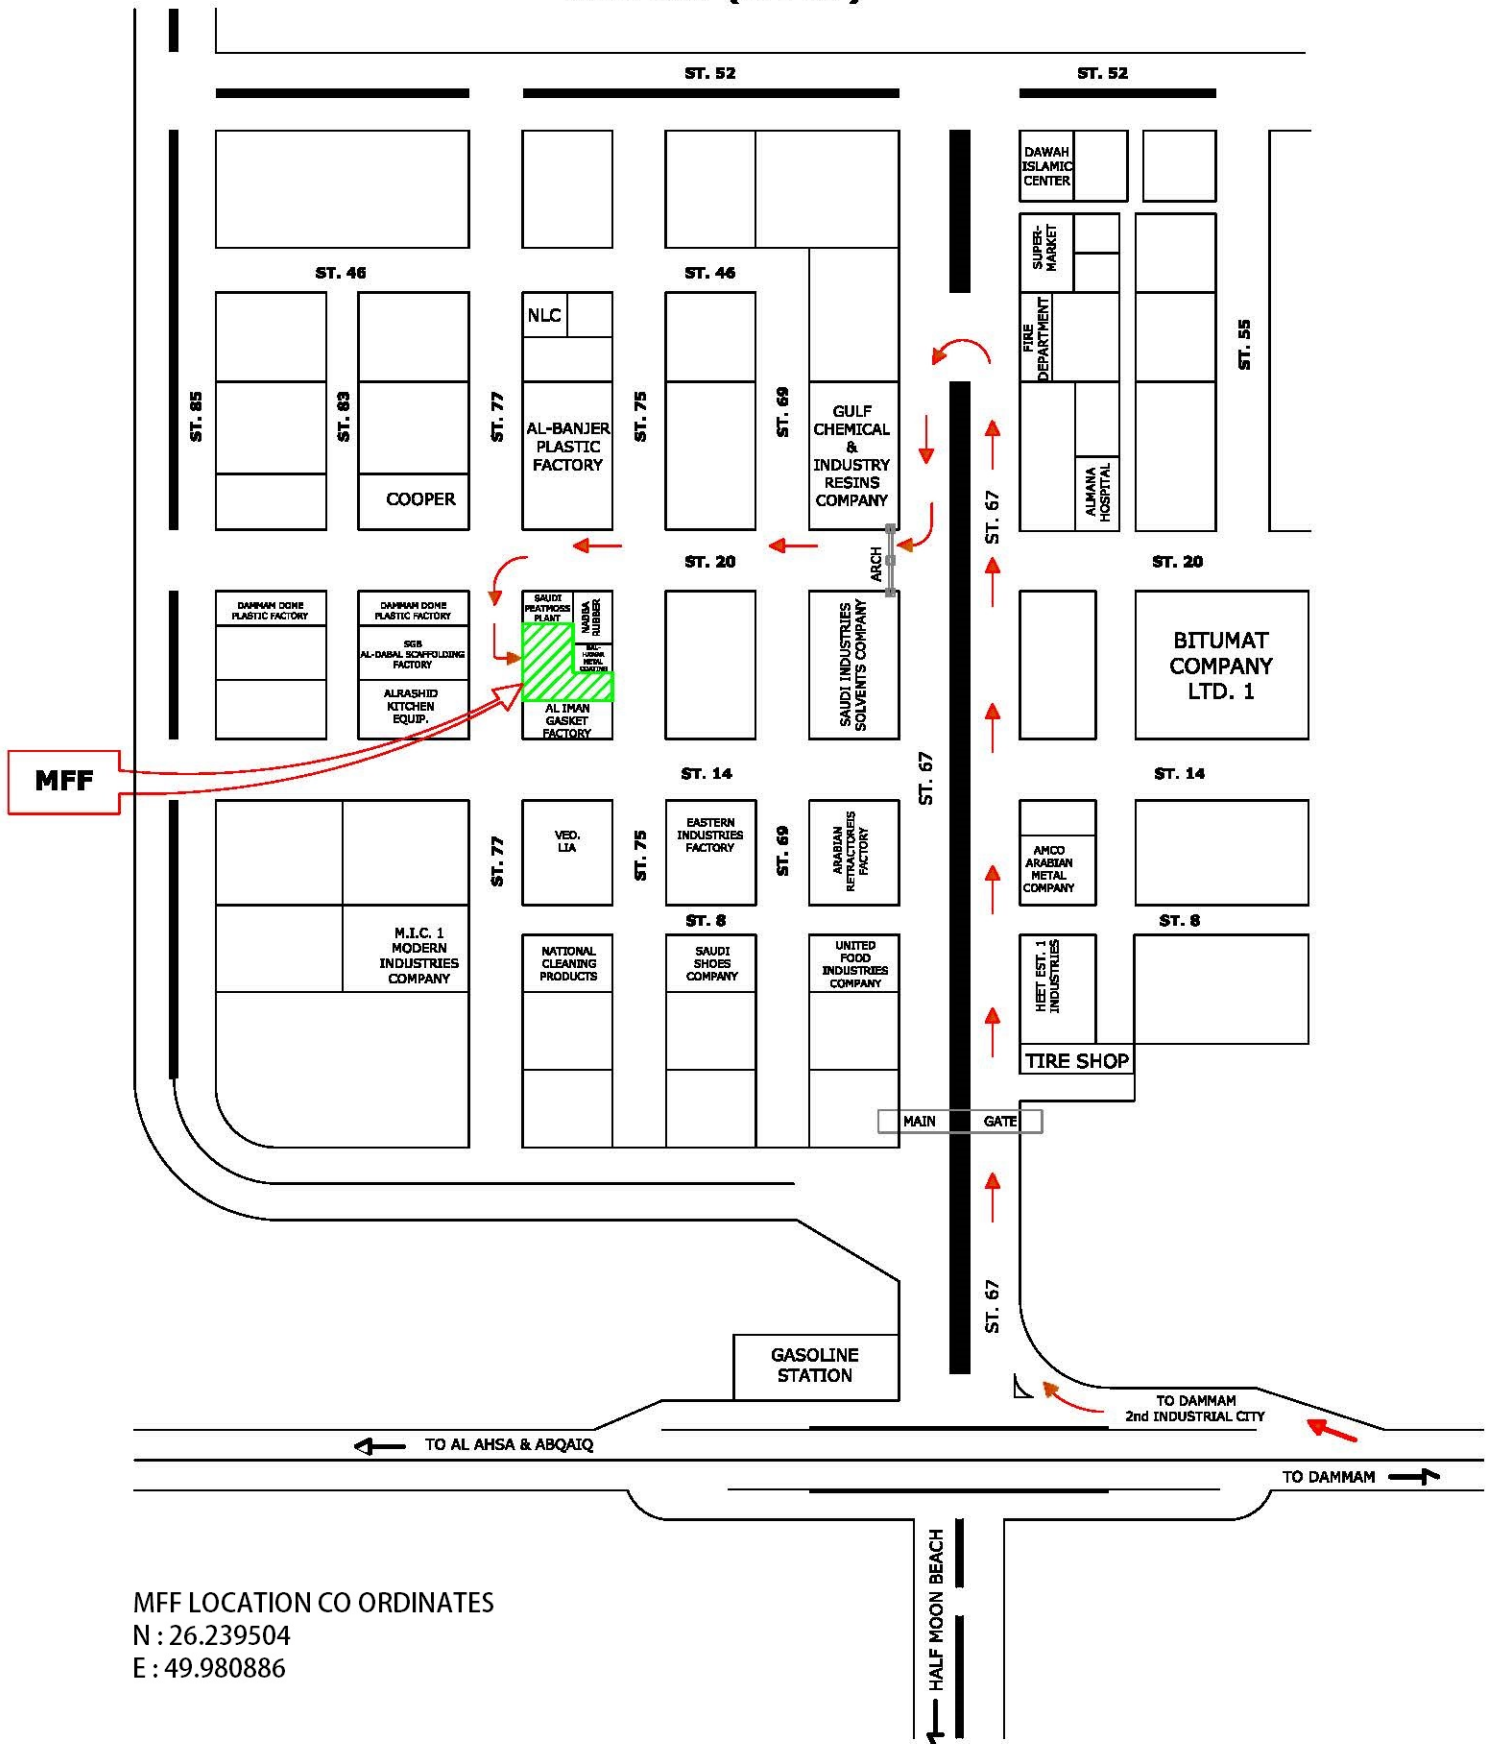 ST. 52
ST. 52
DAWAH
ISLAMIC
CENTER
SUPER-
MARKET
ST. 46
ST. 46
NLC
FIRE
DEPARTMENT
ST. 55
ST. 85
ST. 83
ST. 77
ST. 75
ST. 69
AL-BANJER
PLASTIC
FACTORY
GULF
CHEMICAL
&
INDUSTRY
RESINS
COMPANY
COOPER
ST. 67
ALMANA
HOSPITAL
ST. 20
ARCH
ST. 20
DAMMAM DOME
PLASTIC FACTORY
DAMMAM DOME
PLASTIC FACTORY
SAUDI
PEATMOSS
PLANT
NABBA
RUBBER
SGB
AL-DABAL SCAFFOLDING
FACTORY
METAL
COATING
ALRASHID
KITCHEN
EQUIP.
AL IMAN
GASKET
FACTORY
SAUDI INDUSTRIES
SOLVENTS COMPANY
BITUMAT
COMPANY
LTD. 1
MFF
ST. 14
ST. 67
ST. 14
ST. 77
VEO.
LIA
ST. 75
EASTERN
INDUSTRIES
FACTORY
ST. 69
ARABIAN
RETRACTOREIS
FACTORY
AMCO
ARABIAN
METAL
COMPANY
ST. 8
ST. 8
M.I.C. 1
MODERN
INDUSTRIES
COMPANY
NATIONAL
CLEANING
PRODUCTS
SAUDI
SHOES
COMPANY
UNITED
FOOD
INDUSTRIES
COMPANY
HEET EST. 1
INDUSTRIES
TIRE SHOP
MAIN GATE
ST. 67
GASOLINE
STATION
TO DAMMAM
2nd INDUSTRIAL CITY
TO AL AHSA & ABQAIQ
TO DAMMAM
HALF MOON BEACH
MFF LOCATION CO ORDINATES
N : 26.239504
E : 49.980886